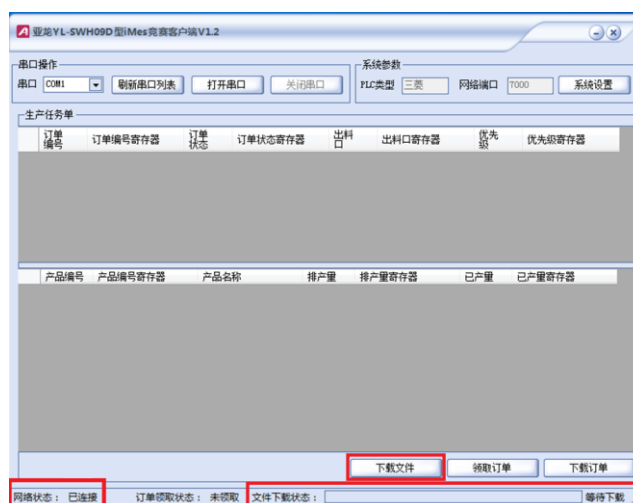 亚龙YL-SWH09D型iMes竞赛客户端V1.2
串口操作
系统参数
串口 COM1 刷新串口列表 打开串口 关闭串口 PLC类型 三菱 网络端口 7000 系统设置
生产任务单
订单编号 订单编号寄存器 订单状态 订单状态寄存器 出料口 出料口寄存器 优先级 优先级寄存器
产品编号 产品编号寄存器 产品名称 排产量 排产量寄存器 已产量 已产量寄存器
下载文件 领取订单 下载订单
网络状态： 已连接 订单领取状态： 未领取 文件下载状态： 等待下载